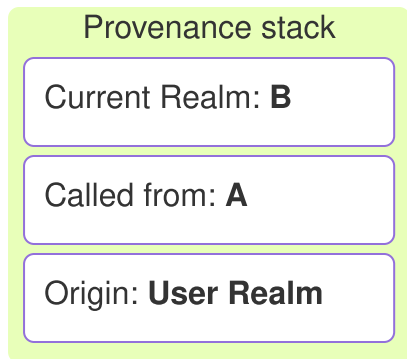 Provenance stack
Current Realm: B
Called from: A
Origin: User Realm